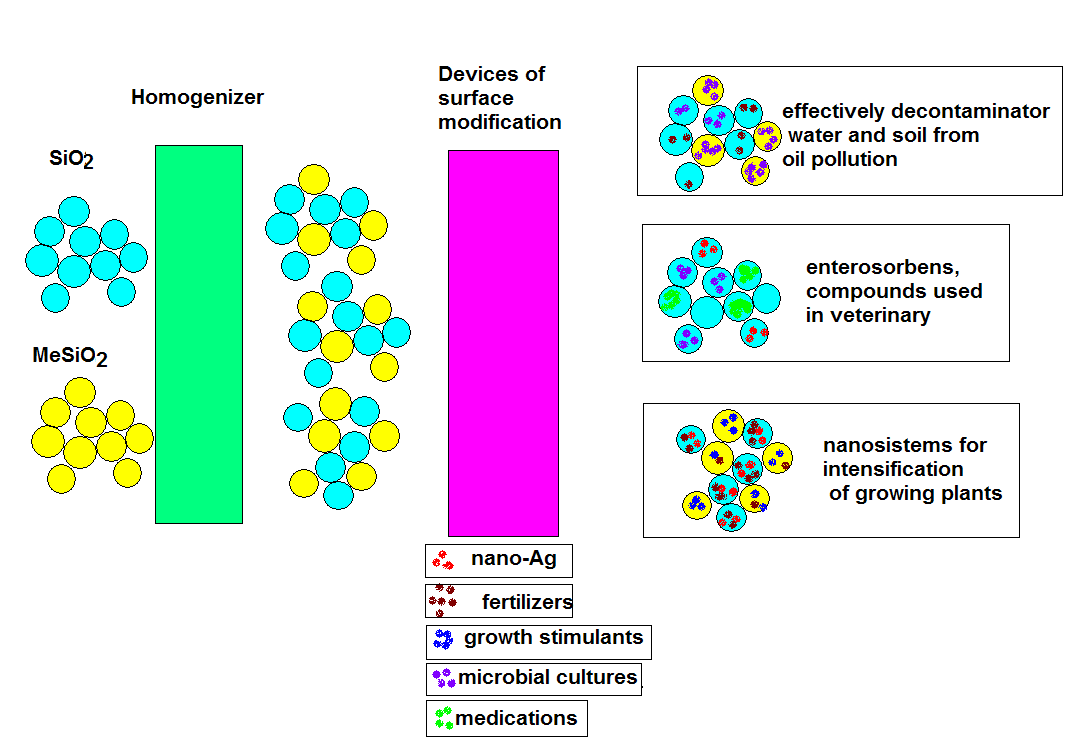 Homogenizer
Devices of
surface
modification
SiO2
MeSiO2
effectively decontaminator
water and soil from
oil pollution
enterosorbens,
compounds used
in veterinary
nanosistems for
intensification
of growing plants
nano-Ag
fertilizers
growth stimulants
microbial cultures
medications